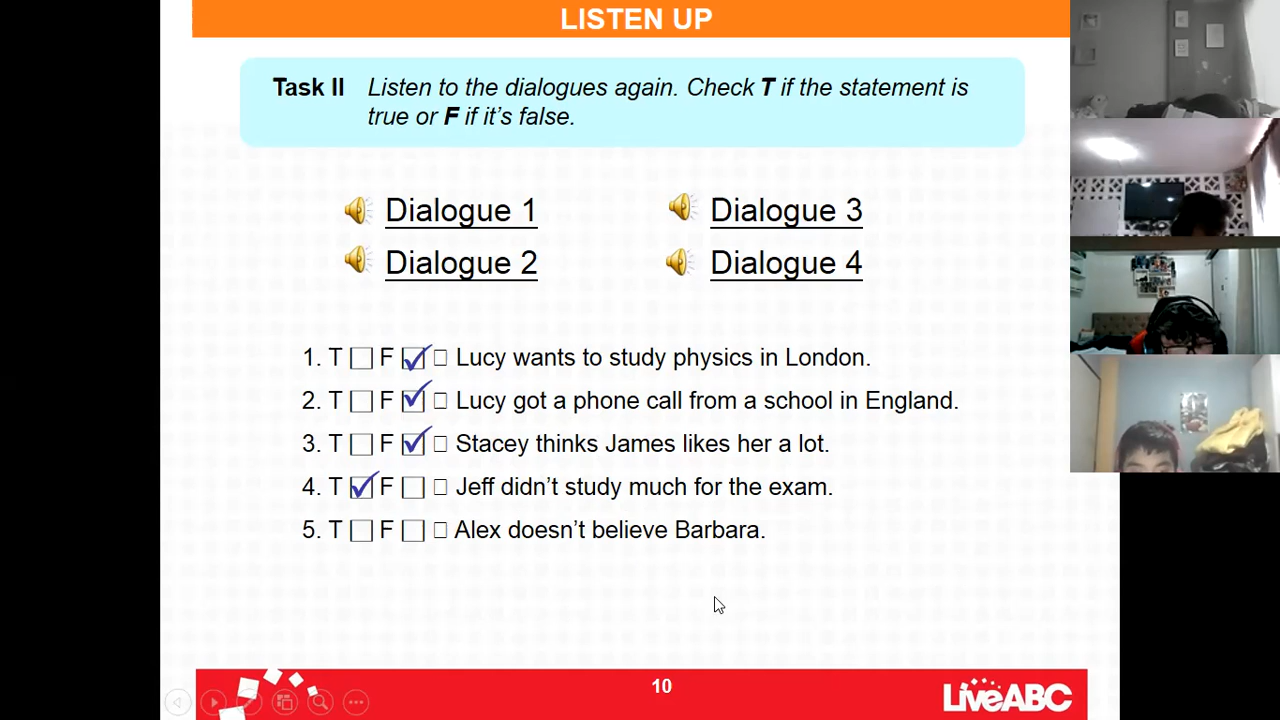 LISTEN UP
Task II Listen to the dialogues again. Check T if the statement is
true or F if it's false.
Dialogue 1
Dialogue 3
Dialogue 2
Dialogue 4
1. T F Lucy wants to study physics in London.
2. T F Lucy got a phone call from a school in England.
3. T F Stacey thinks James likes her a lot.
4. T F Jeff didn't study much for the exam.
5. T F Alex doesn't believe Barbara.
10
LiveABC